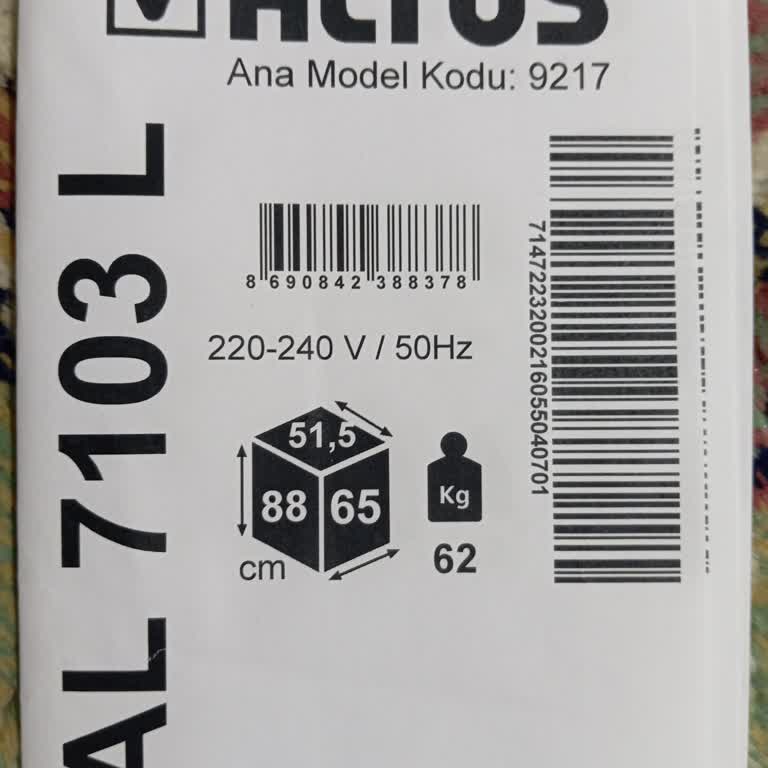 ALTUS
Ana Model Kodu: 9217
AL 7103 L
8 690842 388378
7147223200216055040701
220-240 V / 50Hz
51,5
88 65
cm
Kg
62